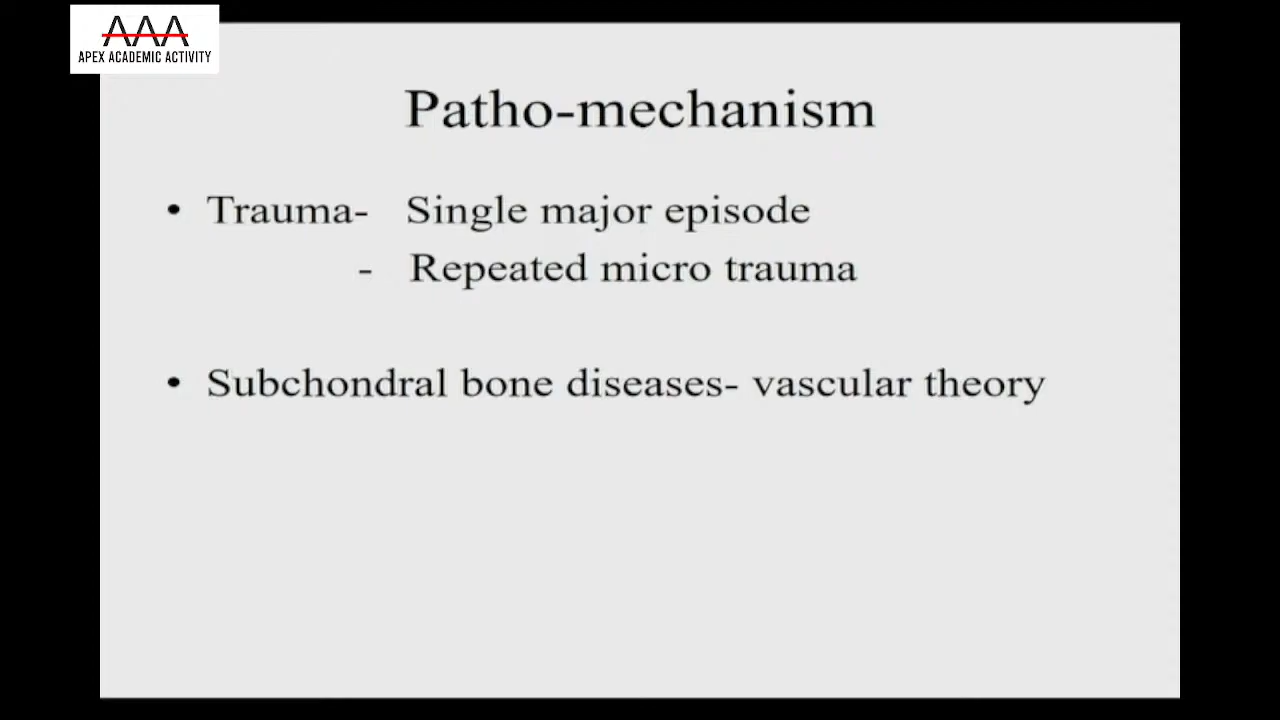 AAA
APEX ACADEMIC ACTIVITY
Patho-mechanism
• Trauma- Single major episode
- Repeated micro trauma
• Subchondral bone diseases- vascular theory